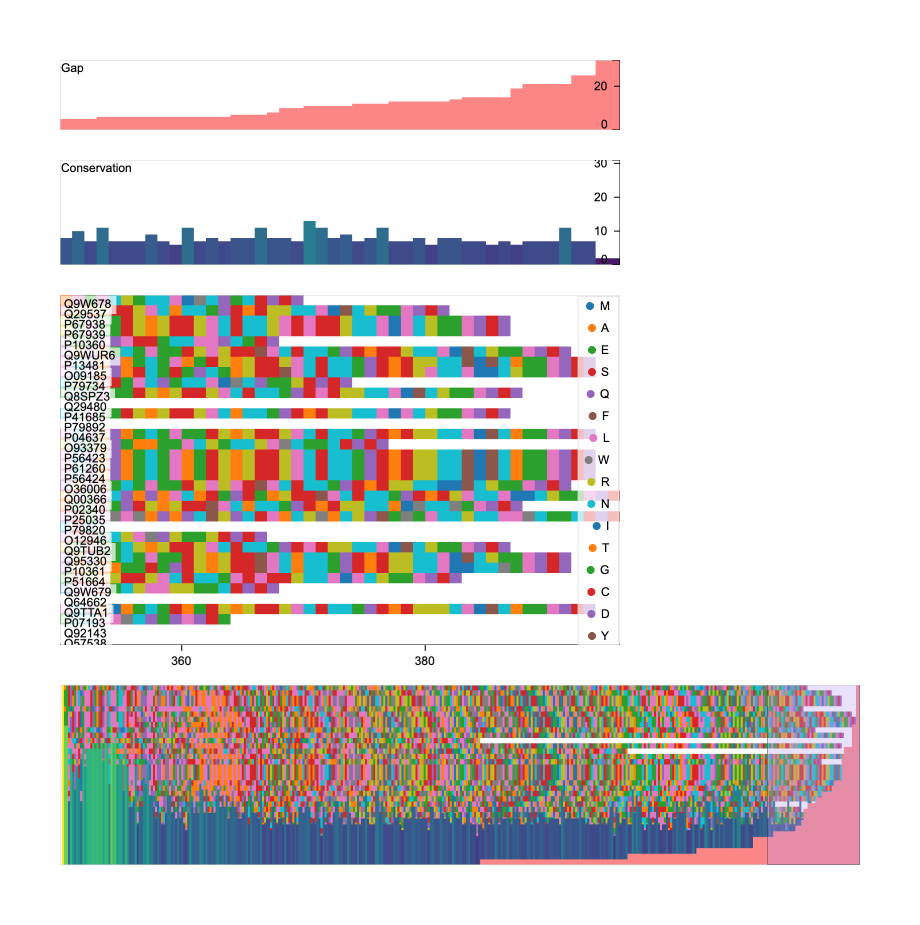 Gap
20
0
Conservation
30
20
10
0
Q9W678
Q29537
P67938
P67939
P10360
Q9WUR6
P13481
O09185
P79734
Q8SPZ3
Q29480
P41685
P79892
P04637
O93379
P56423
P61260
P56424
O36006
Q00366
P02340
P25035
P79820
O12946
Q9TUB2
Q95330
P10361
P51664
Q9W679
Q64662
Q9TTA1
P07193
Q92143
O57538
M
A
E
S
Q
F
L
W
R
N
I
T
G
C
D
Y
360
380